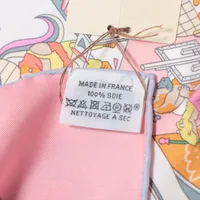 MADE IN FRANCE
100% SOIE
NETTOYAGE A SEC